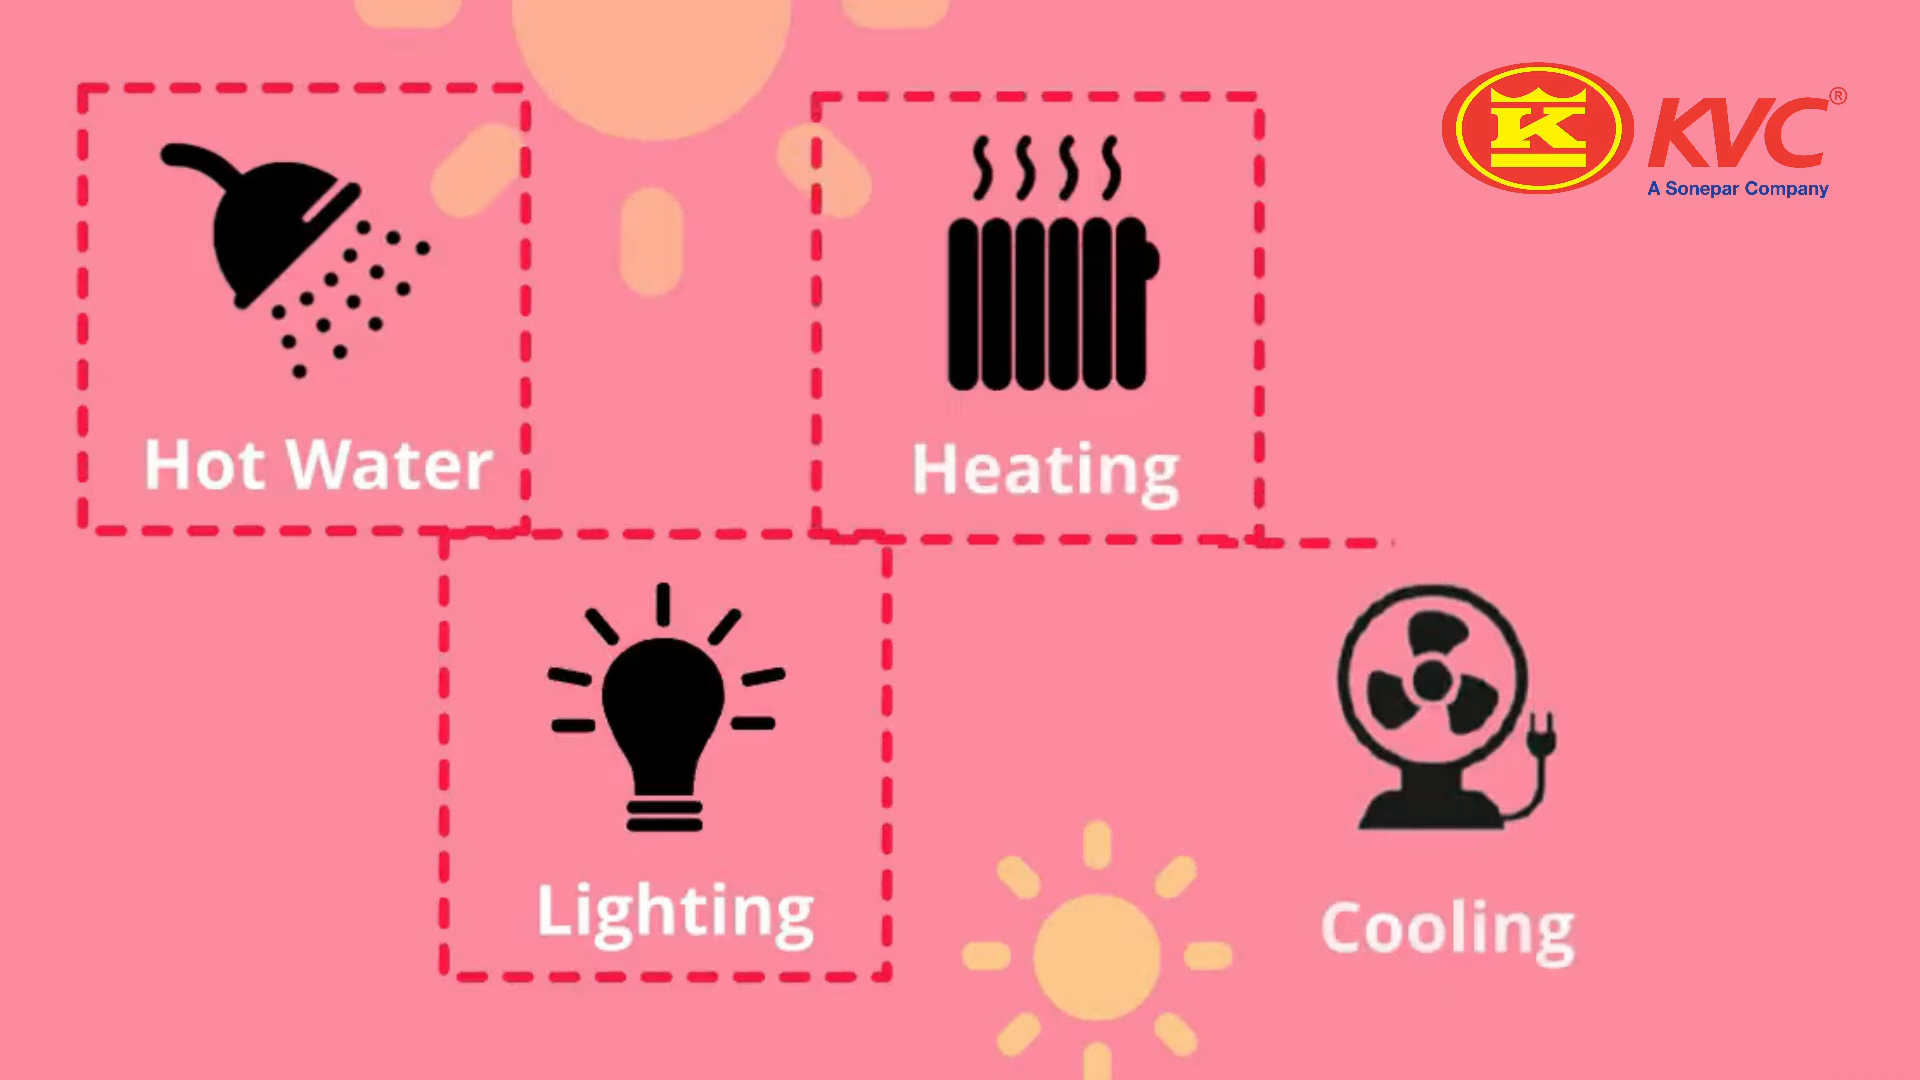 K
KVC®
A Sonepar Company
Hot Water
Heating
Lighting
Cooling